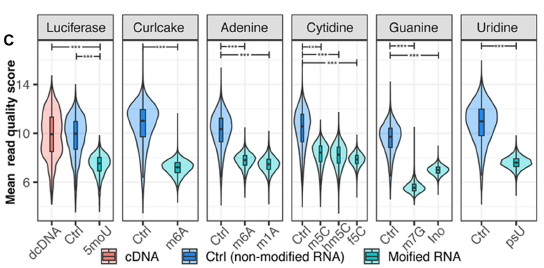 C
Luciferase Curlcake Adenine Cytidine Guanine Uridine
*** *** *** *** *** ***
*** *** *** ***
***
Mean read quality score
14
10
6
dcDNA Ctrl 5moU Ctrl m6A Ctrl m6A m1A Ctrl m5C hm5C f5C Ctrl m7G Ino Ctrl psU
cDNA Ctrl (non-modified RNA) Moified RNA